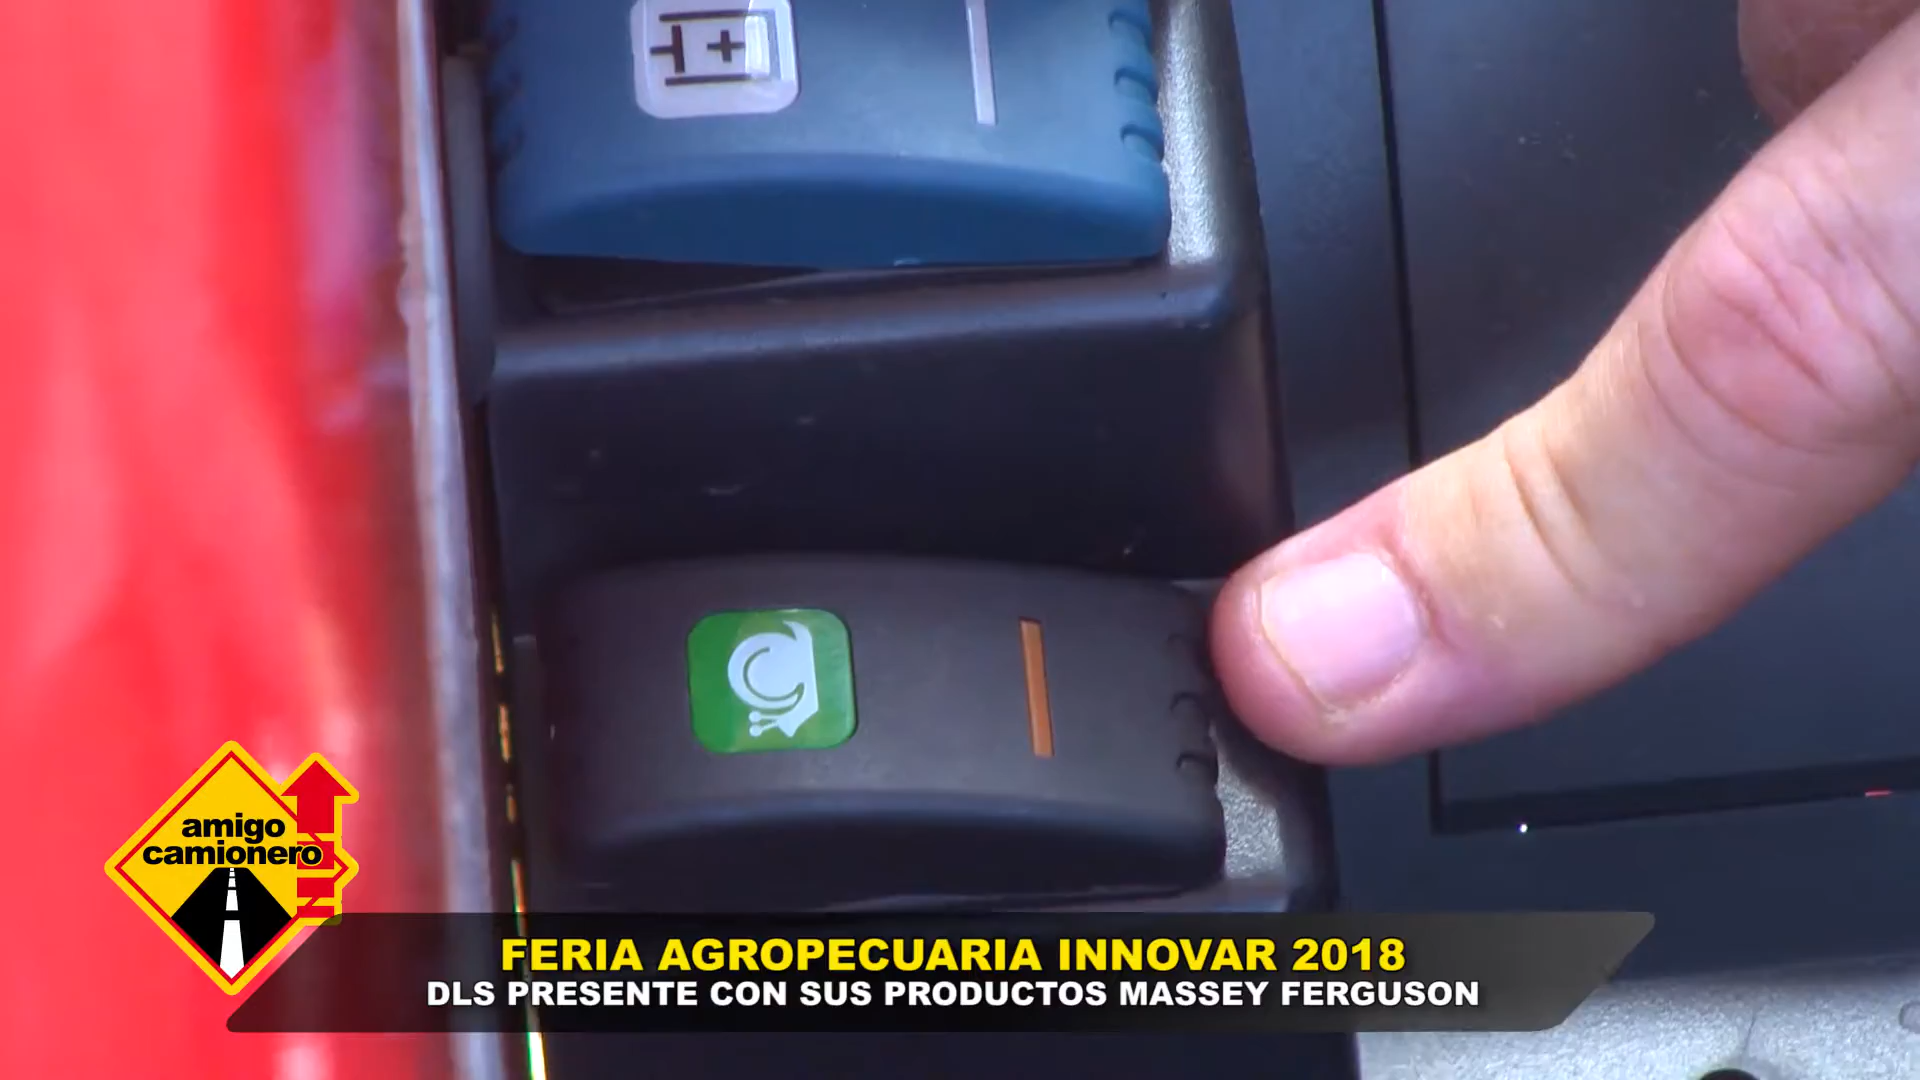 amigo
camionero
FERIA AGROPECUARIA INNOVAR 2018
DLS PRESENTE CON SUS PRODUCTOS MASSEY FERGUSON